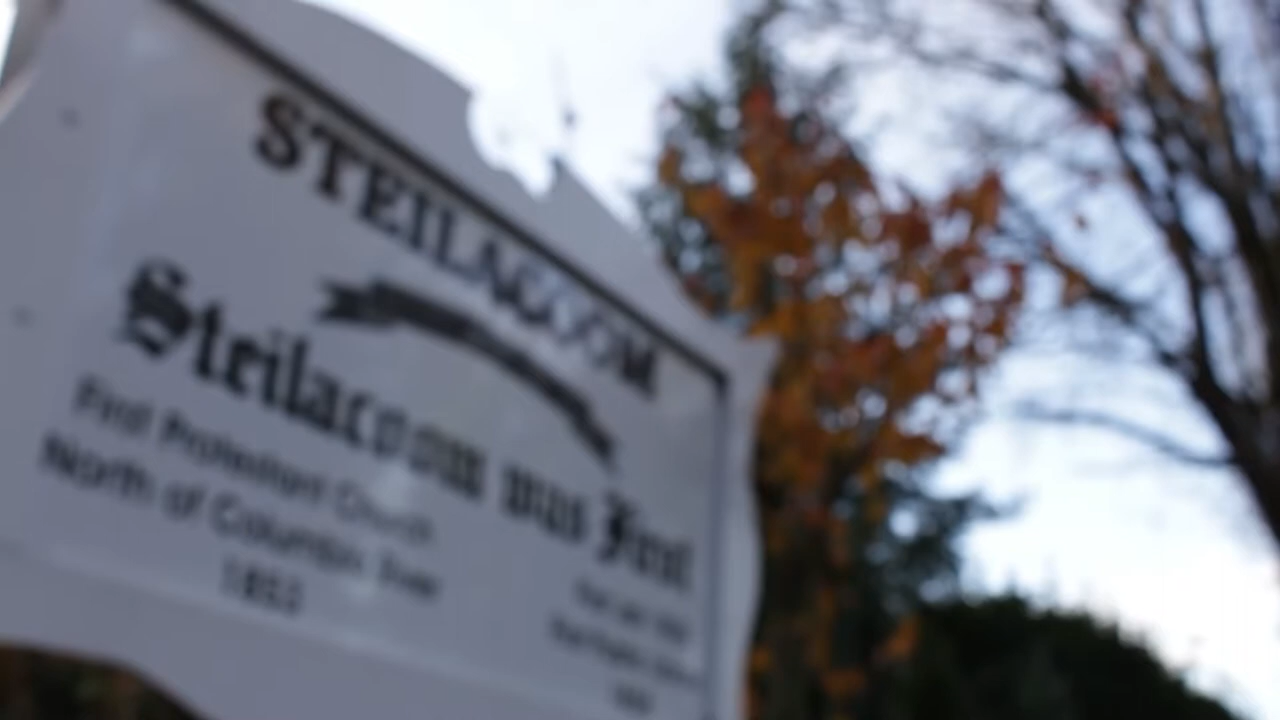 STEILACOOM
Steilacoom was First
First Protestant Church
North of Columbia River
1853